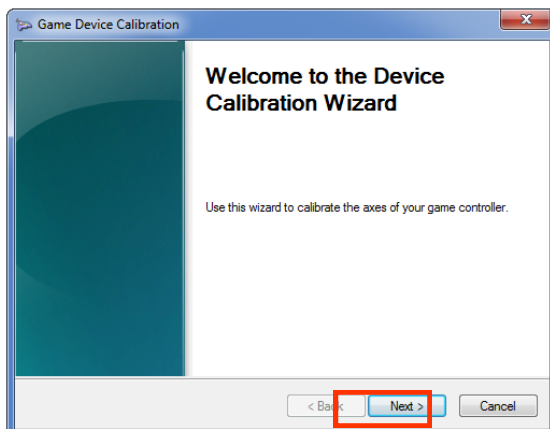 Game Device Calibration
Welcome to the Device
Calibration Wizard
Use this wizard to calibrate the axes of your game controller.
< Back Next > Cancel